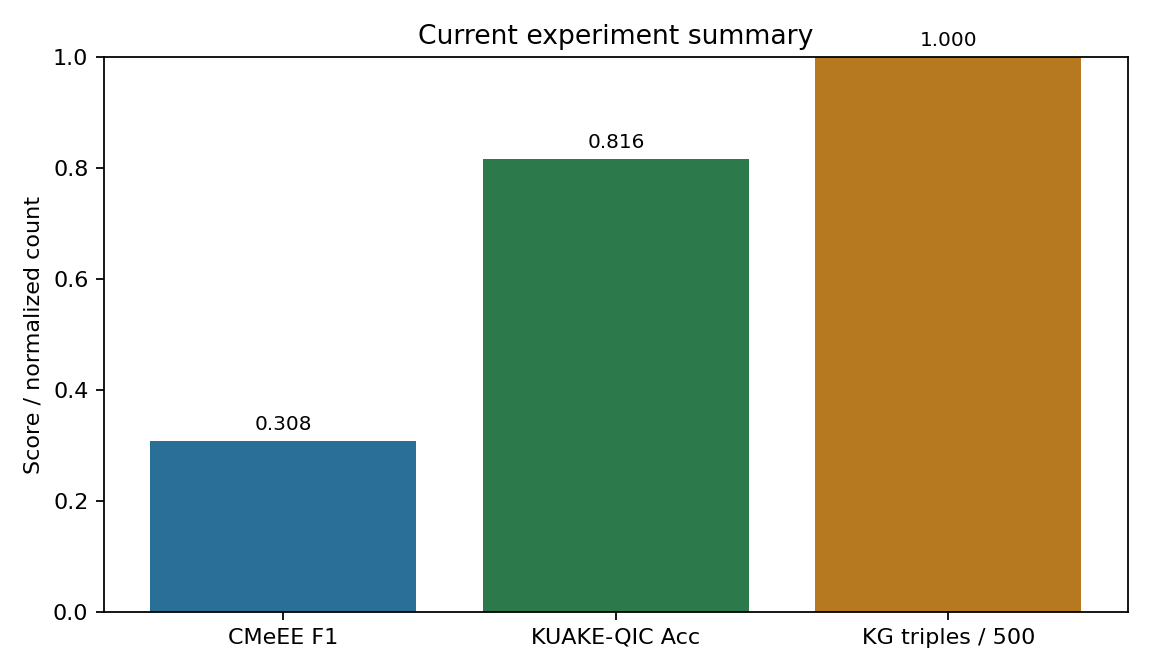 Current experiment summary
1.000
1.0
0.816
0.8
0.6
0.4
0.308
0.2
0.0
Score / normalized count
CMeEE F1
KUAKE-QIC Acc
KG triples / 500